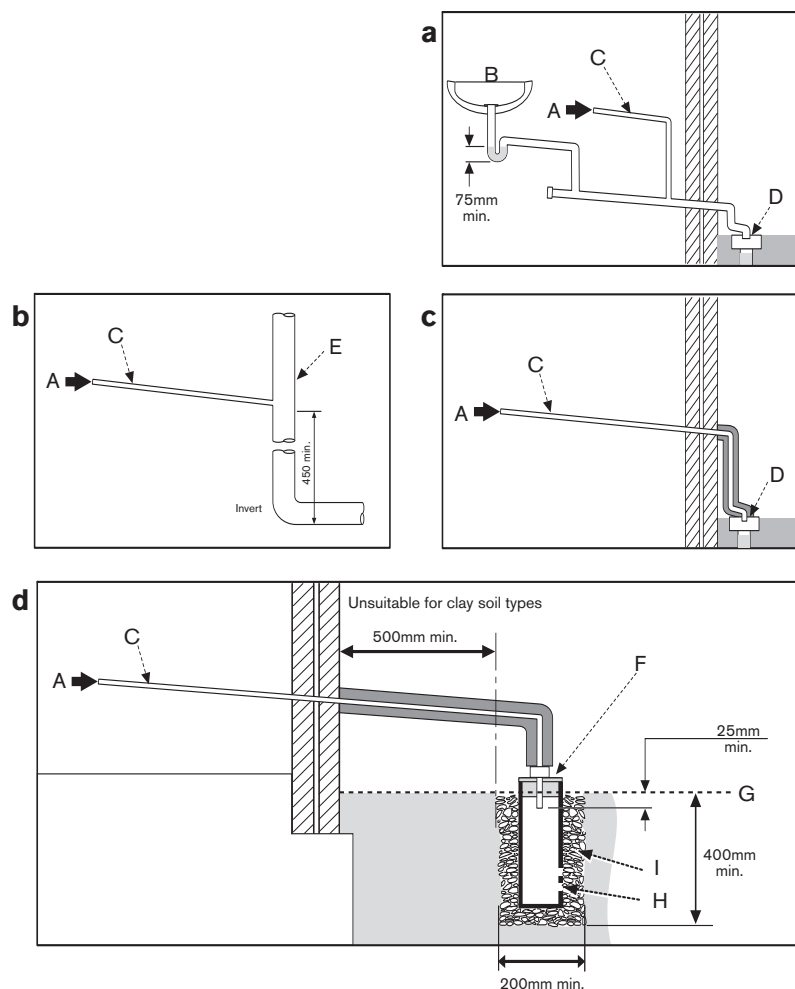 a
B
C
A
75mm
min.
D
b
C
A
E
450 min.
Invert
c
C
A
D
d
Unsuitable for clay soil types
500mm min.
C
A
F
25mm
min.
G
I
400mm
min.
H
200mm min.